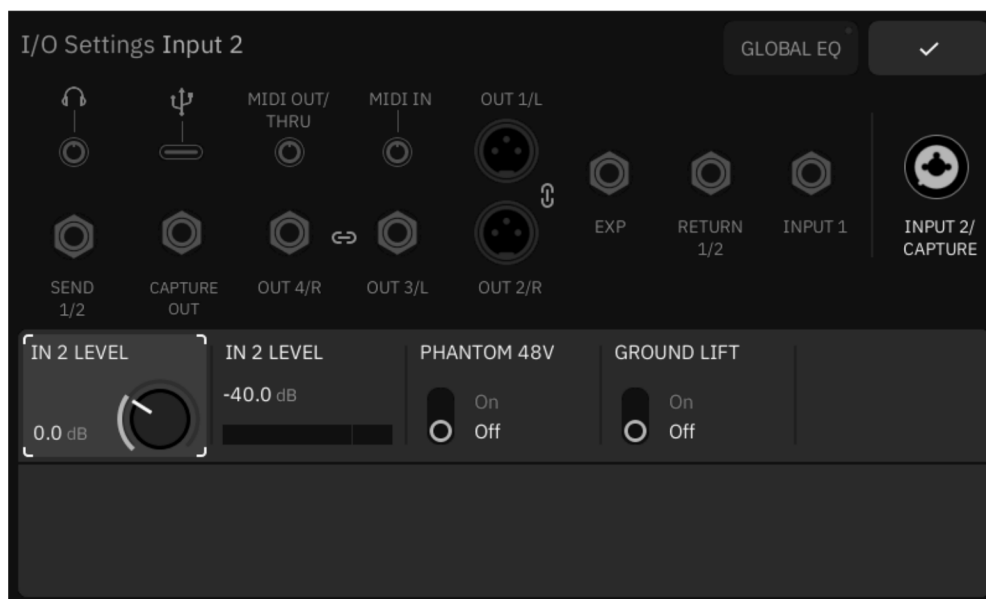 I/O Settings Input 2
GLOBAL EQ
MIDI OUT/
THRU
MIDI IN
OUT 1/L
EXP
RETURN
1/2
INPUT 1
INPUT 2/
CAPTURE
SEND
1/2
CAPTURE
OUT
OUT 4/R
OUT 3/L
OUT 2/R
IN 2 LEVEL
0.0 dB
IN 2 LEVEL
-40.0 dB
PHANTOM 48V
On
Off
GROUND LIFT
On
Off